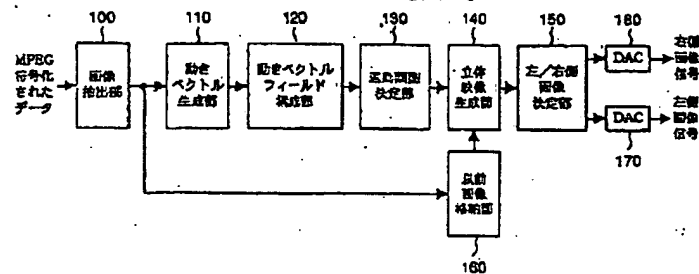 100
110
120
130
140
150
180
MPEG
行号化
された
データ
画像
抽出部
動き
ベクトル
生成部
動きベクトル
フィールド
構成部
運動類型
決定部
立体
映像
生成部
左/右側
画像
決定部
DAC
右側
画像
信号
DAC
左側
画像
信号
170
以前
画像
格納部
160